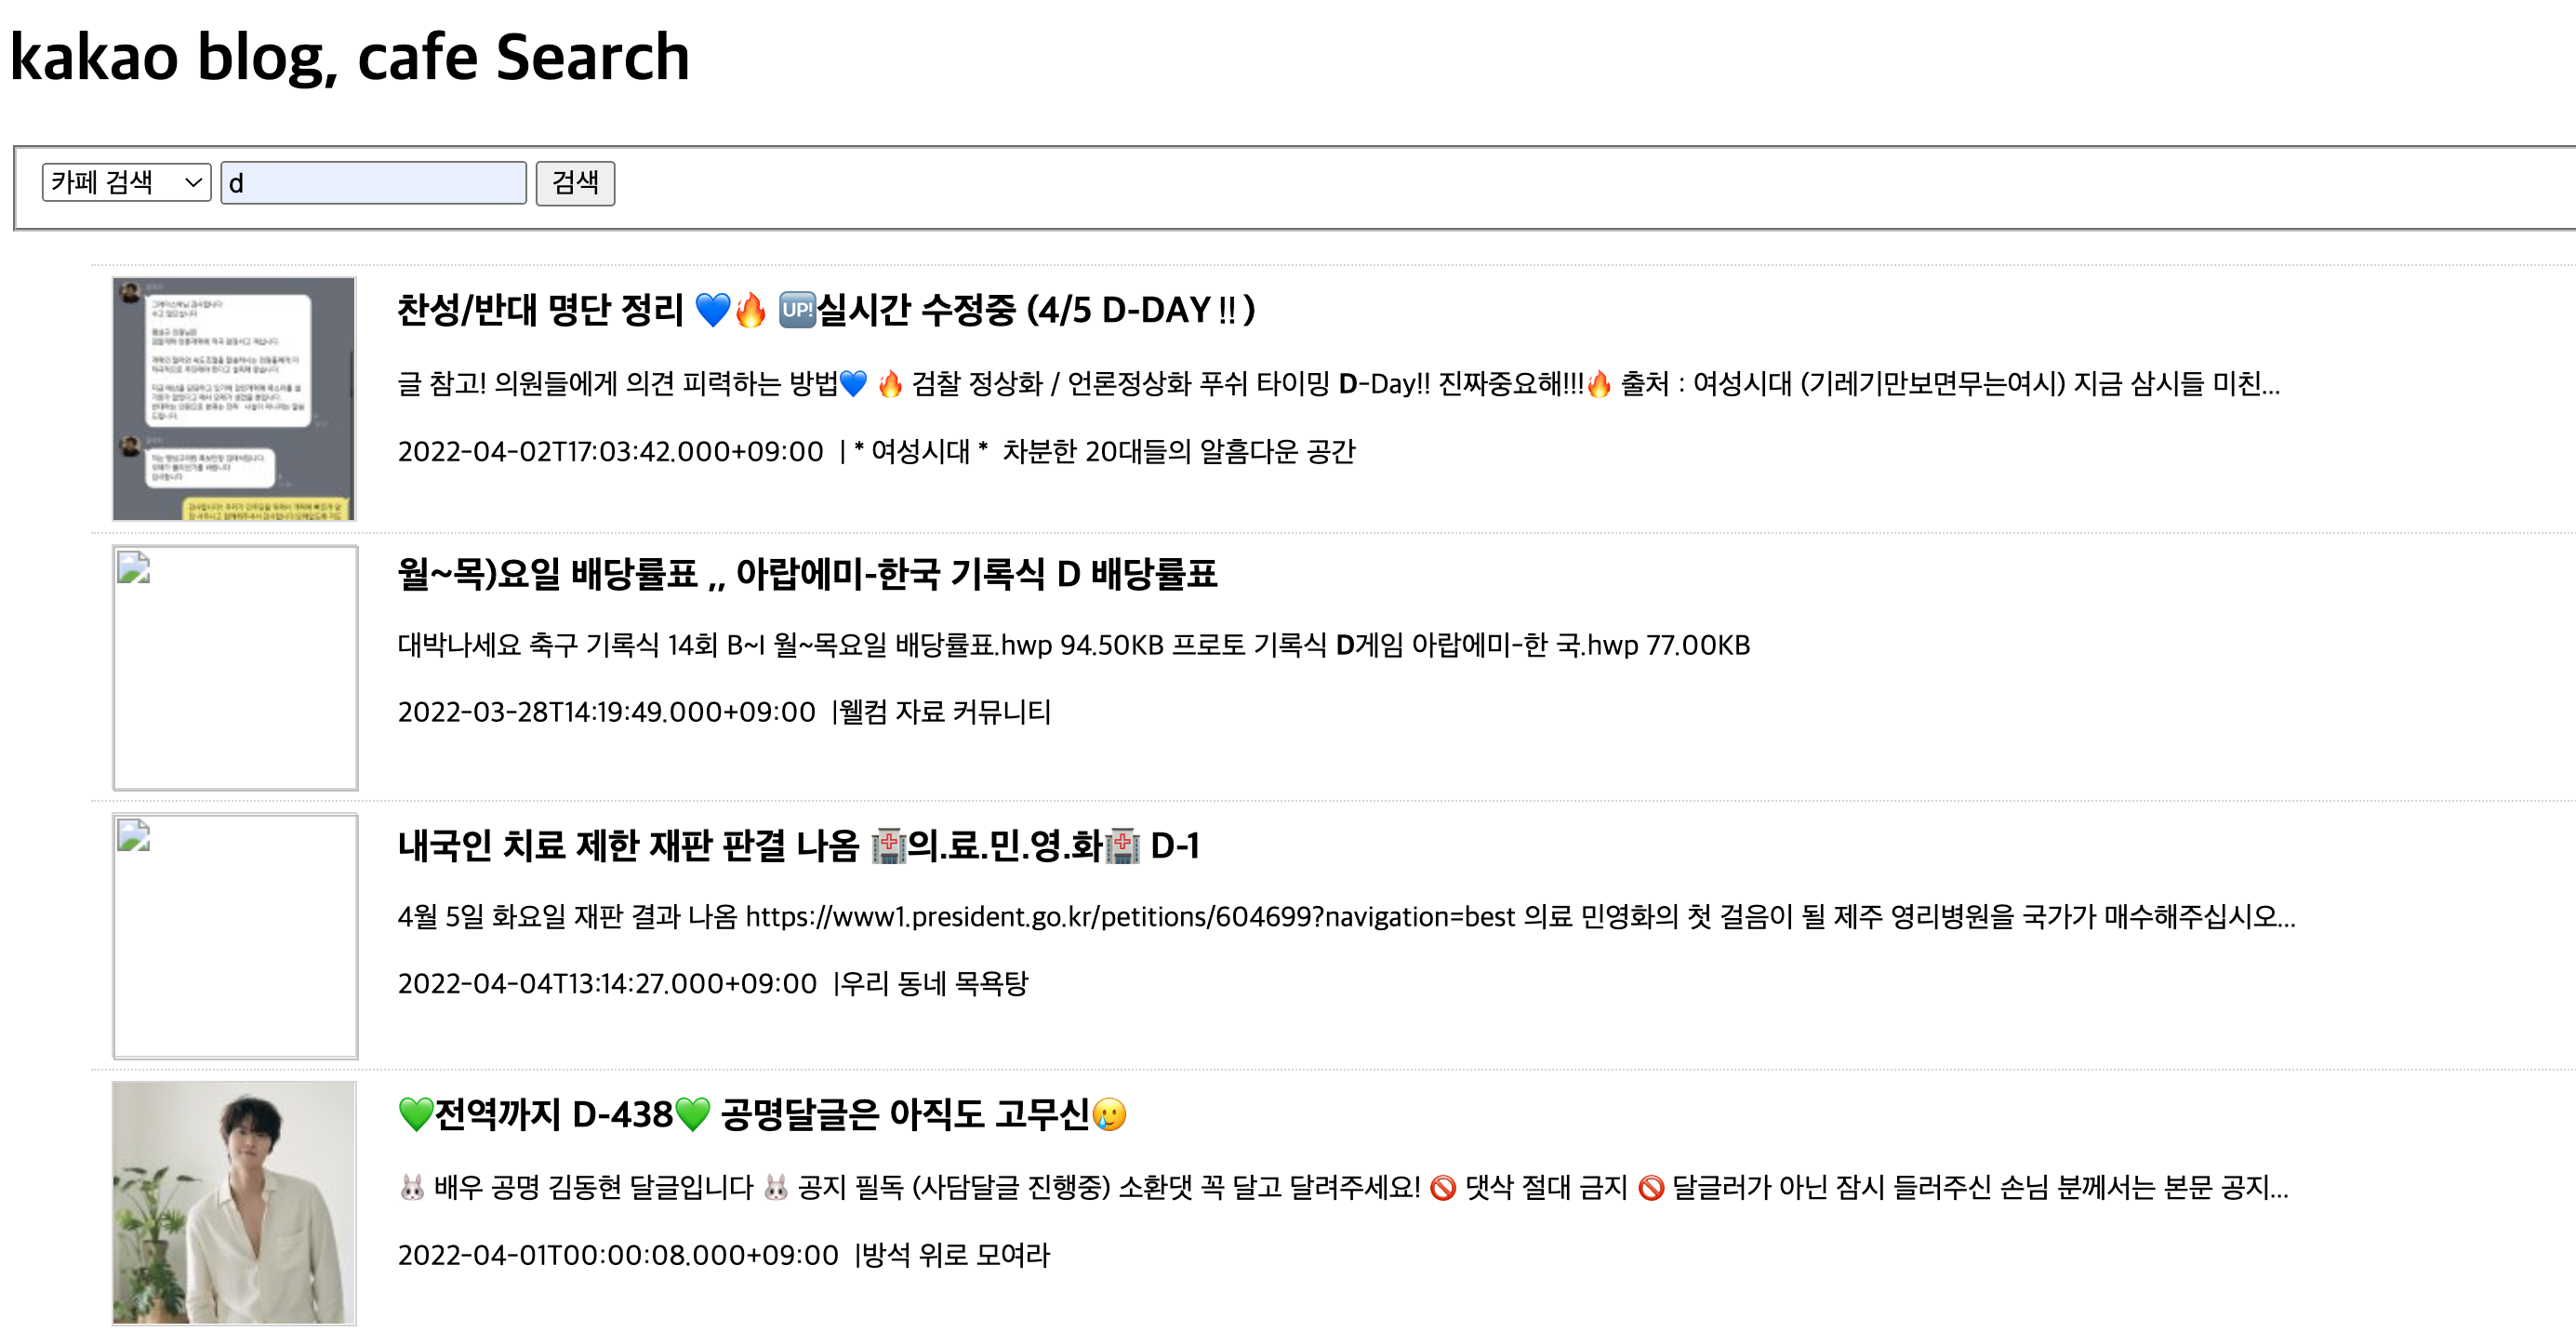 kakao blog, cafe Search
카페 검색 d 검색
찬성/반대 명단 정리 💙🔥 🆙실시간 수정중 (4/5 D-DAY‼)
글 참고! 의원들에게 의견 피력하는 방법💙 🔥 검찰 정상화 / 언론정상화 푸쉬 타이밍 D-Day!! 진짜중요해!!!🔥 출처 : 여성시대 (기레기만보면무는여시) 지금 삼시들 미친...
2022-04-02T17:03:42.000+09:00 | * 여성시대 * 차분한 20대들의 알흠다운 공간
월~목)요일 배당률표 ,, 아랍에미-한국 기록식 D 배당률표
대박나세요 축구 기록식 14회 B~I 월~목요일 배당률표.hwp 94.50KB 프로토 기록식 D게임 아랍에미-한 국.hwp 77.00KB
2022-03-28T14:19:49.000+09:00 |웰컴 자료 커뮤니티
내국인 치료 제한 재판 판결 나옴 🏥의.료.민.영.화🏥 D-1
4월 5일 화요일 재판 결과 나옴 https://www1.president.go.kr/petitions/604699?navigation=best 의료 민영화의 첫 걸음이 될 제주 영리병원을 국가가 매수해주십시오...
2022-04-04T13:14:27.000+09:00 |우리 동네 목욕탕
💚전역까지 D-438💚 공명달글은 아직도 고무신🥲
🐰 배우 공명 김동현 달글입니다 🐰 공지 필독 (사담달글 진행중) 소환댓 꼭 달고 달려주세요! 🚫 댓삭 절대 금지 🚫 달글러가 아닌 잠시 들러주신 손님 분께서는 본문 공지...
2022-04-01T00:00:08.000+09:00 |방석 위로 모여라